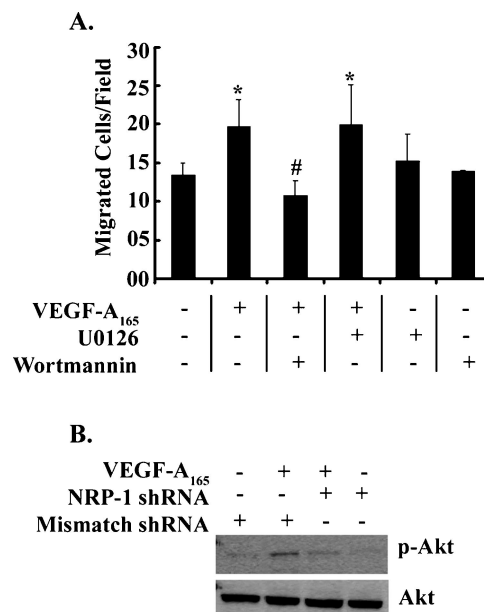 A.
Migrated Cells/Field
30
25
20
15
10
05
00
* # *
VEGF-A165 - + + + - -
U0126 - - - + + -
Wortmannin - - + - - +
B.
VEGF-A165 - + + -
NRP-1 shRNA - - + +
Mismatch shRNA + + - -
p-Akt
Akt